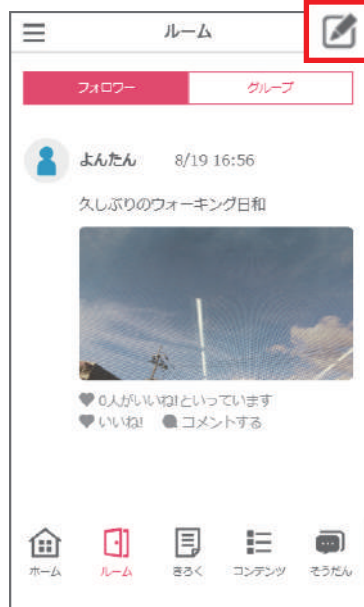 ルーム
フォロワー グループ
よんたん 8/19 16:56
久しぶりのウォーキング日和
0人がいいね!といっています
いいね! コメントする
ホーム ルーム きろく コンテンツ そうだん